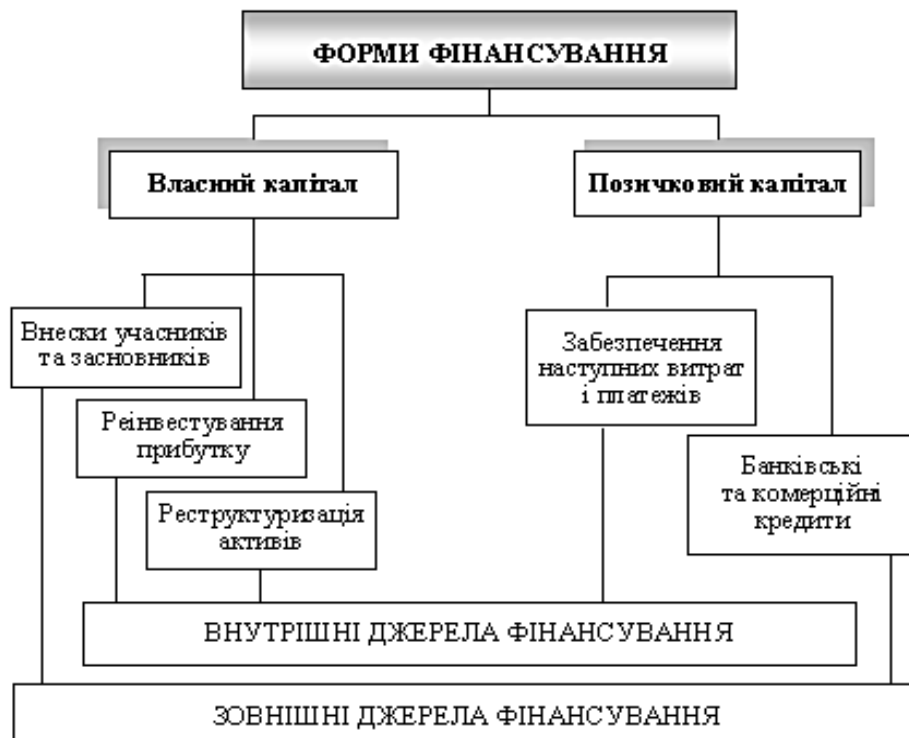 ФОРМИ ФІНАНСУВАННЯ
Власний капітал
Позичковий капітал
Внески учасників
та засновників
Реінвестування
прибутку
Реструктуризація
активів
Забезпечення
наступних витрат
і платежів
Банківські
та комерційні
кредити
ВНУТРІШНІ ДЖЕРЕЛА ФІНАНСУВАННЯ
ЗОВНІШНІ ДЖЕРЕЛА ФІНАНСУВАННЯ